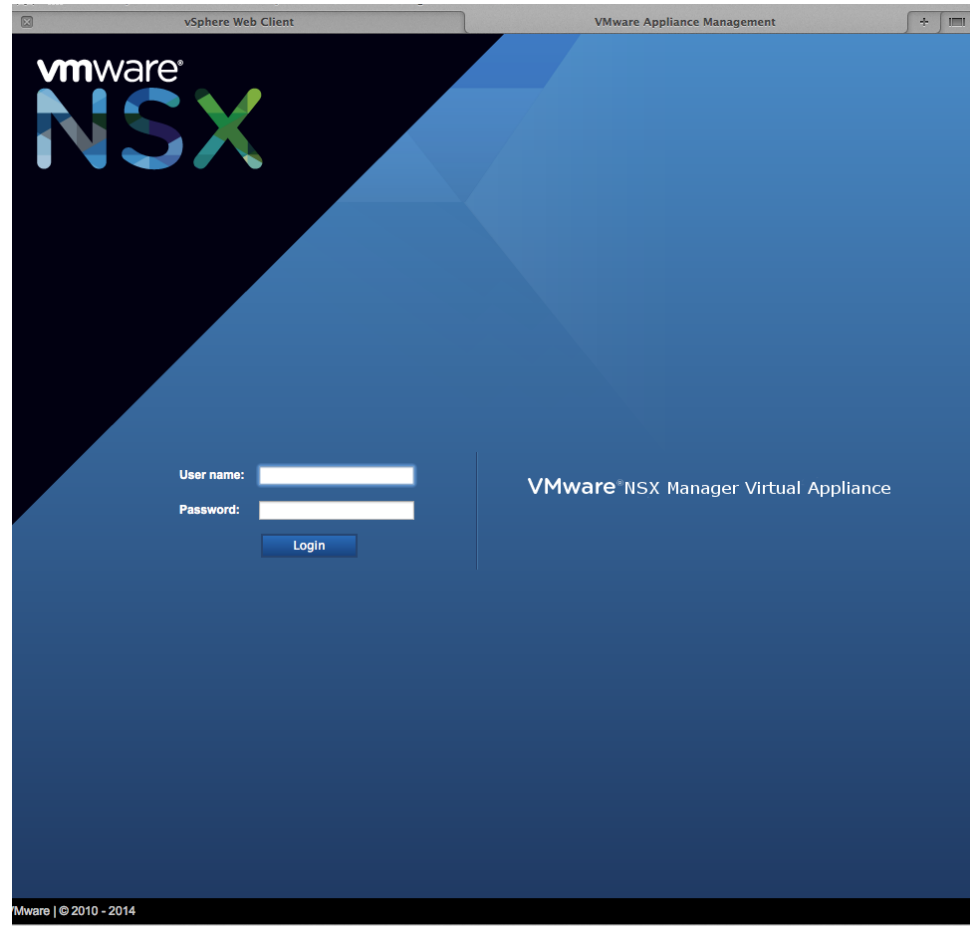 vSphere Web Client
VMware Appliance Management
vmware®
NSX
User name:
Password:
Login
VMware® NSX Manager Virtual Appliance
VMware | © 2010 - 2014